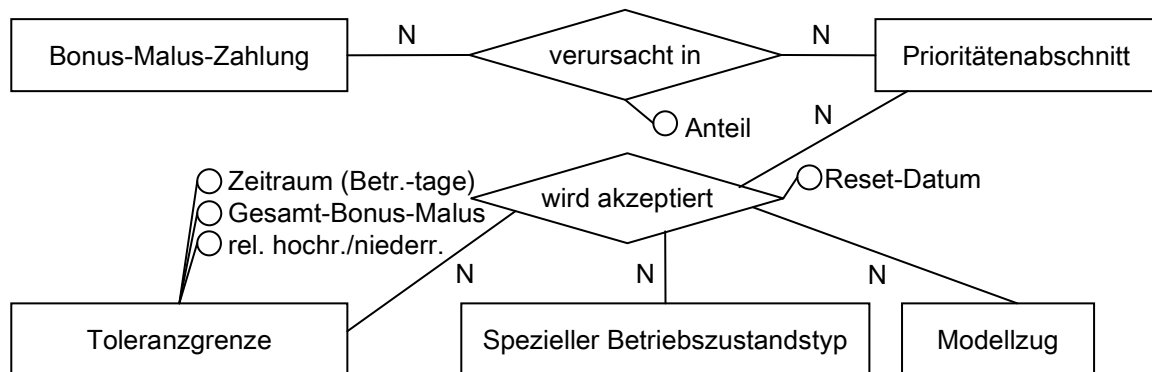 N
N
Bonus-Malus-Zahlung
verursacht in
Prioritätenabschnitt
N
Anteil
Zeitraum (Betr.-tage)
Reset-Datum
wird akzeptiert
Gesamt-Bonus-Malus
rel. hochr./niederr.
N
N
N
Toleranzgrenze
Spezieller Betriebszustandstyp
Modellzug